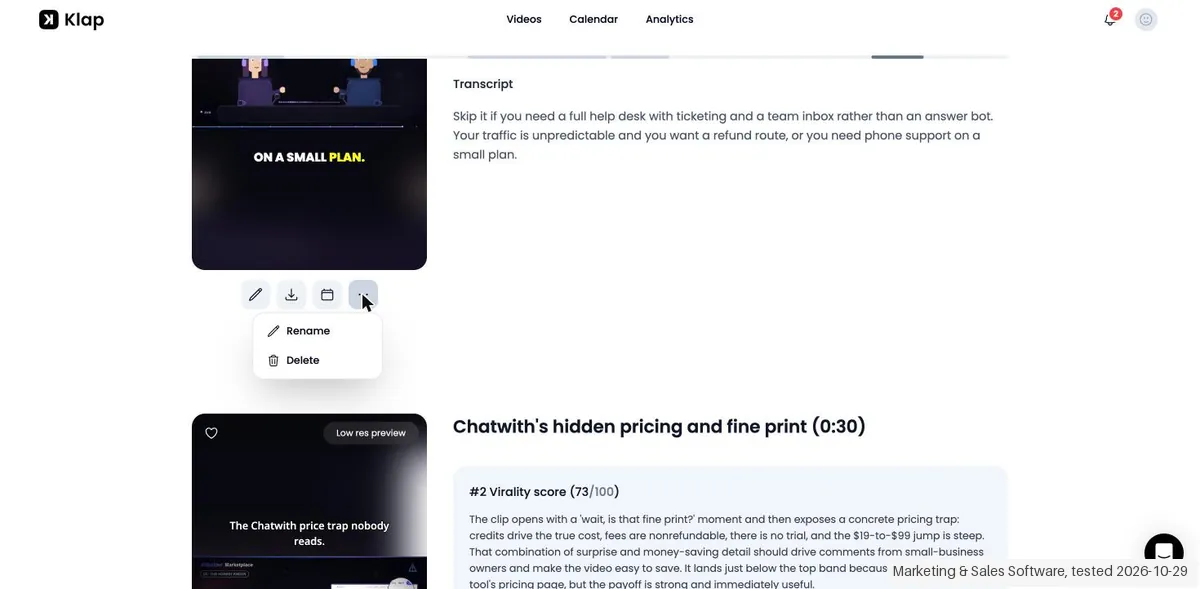 Klap
Videos
Calendar
Analytics
2
Transcript
Skip it if you need a full help desk with ticketing and a team inbox rather than an answer bot.
Your traffic is unpredictable and you want a refund route, or you need phone support on a
small plan.
ON A SMALL PLAN.
Rename
Delete
Low res preview
The Chatwith price trap nobody
reads.
Marketplace
Chatwith's hidden pricing and fine print (0:30)
#2 Virality score (73/100)
The clip opens with a 'wait, is that fine print?' moment and then exposes a concrete pricing trap:
credits drive the true cost, fees are nonrefundable, there is no trial, and the $19-to-$99 jump is steep.
That combination of surprise and money-saving detail should drive comments from small-business
owners and make the video easy to save. It lands just below the top band
tool's pricing page, but the payoff is strong and immediately useful.
Marketing & Sales Software, tested 2026-10-29